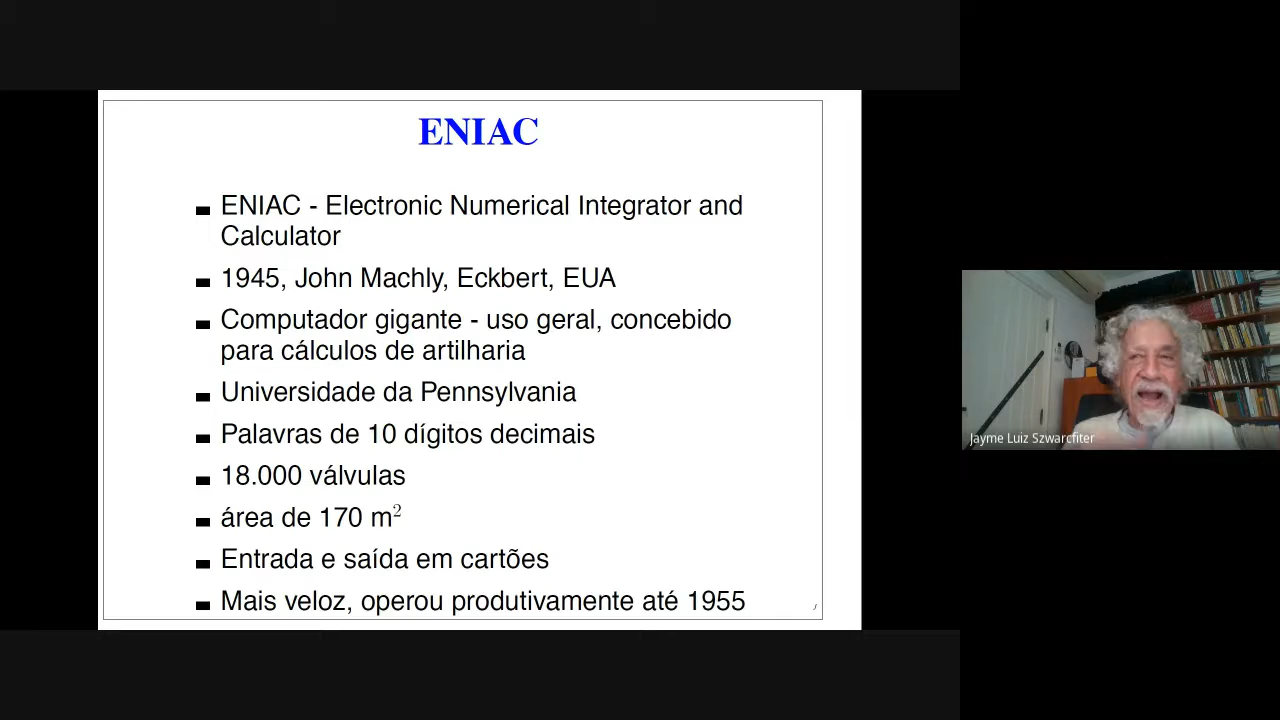 ENIAC
ENIAC - Electronic Numerical Integrator and
Calculator
1945, John Machly, Eckbert, EUA
Computador gigante - uso geral, concebido
para cálculos de artilharia
Universidade da Pennsylvania
Palavras de 10 dígitos decimais
18.000 válvulas
área de 170 m²
Entrada e saída em cartões
Mais veloz, operou produtivamente até 1955
Jayme Luiz Szwarcfiter